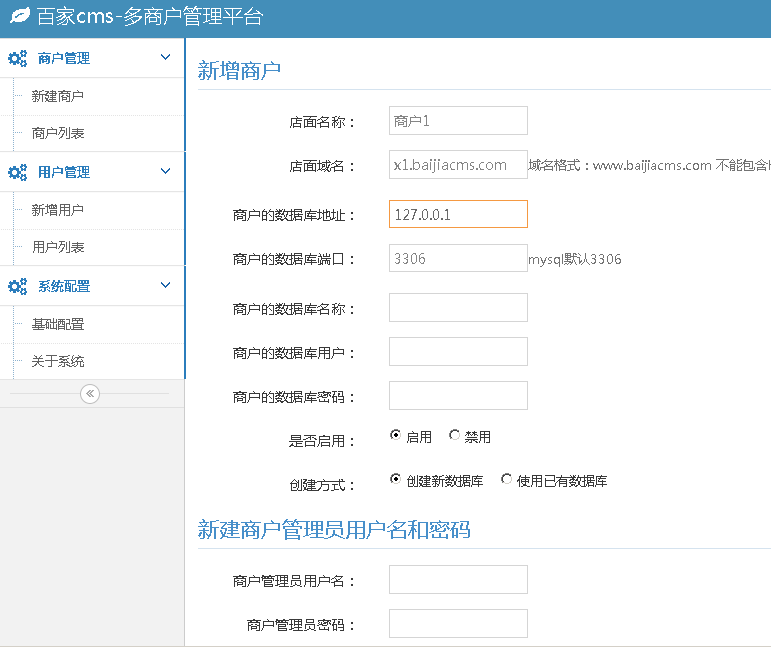 百家cms-多商户管理平台
商户管理
新建商户
商户列表
用户管理
新增用户
用户列表
系统配置
基础配置
关于系统
新增商户
店面名称： 商户1
店面域名： x1.baijiacms.com 域名格式：www.baijiacms.com 不能包含
商户的数据库地址： 127.0.0.1
商户的数据库端口： 3306 mysql默认3306
商户的数据库名称：
商户的数据库用户：
商户的数据库密码：
是否启用： 启用 禁用
创建方式： 创建新数据库 使用已有数据库
新建商户管理员用户名和密码
商户管理员用户名：
商户管理员密码：